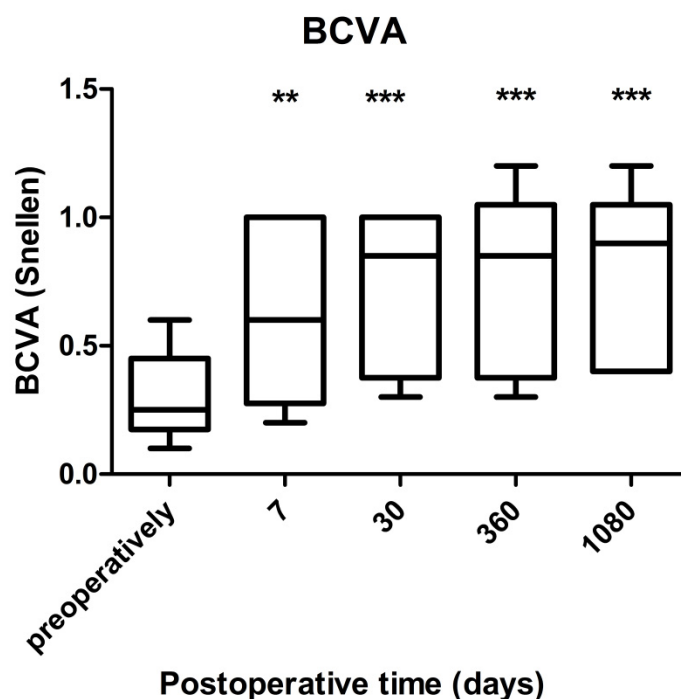 BCVA
** *** *** ***
BCVA (Snellen)
1.5
1.0
0.5
0.0
preoperatively 7 30 360 1080
Postoperative time (days)